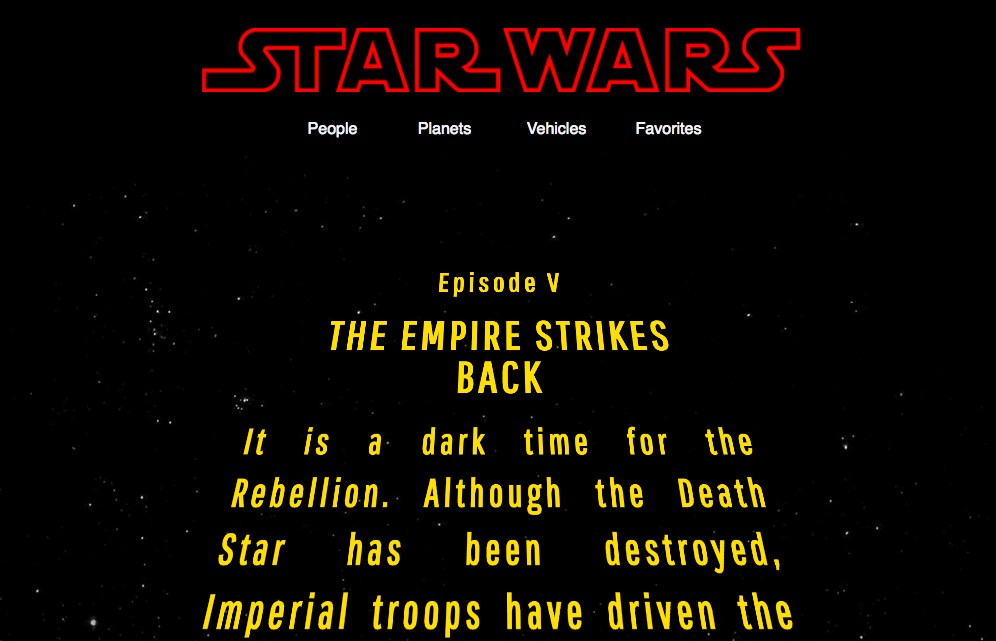 STAR WARS
People Planets Vehicles Favorites
Episode V
THE EMPIRE STRIKES
BACK
It is a dark time for the
Rebellion. Although the Death
Star has been destroyed,
Imperial troops have driven the